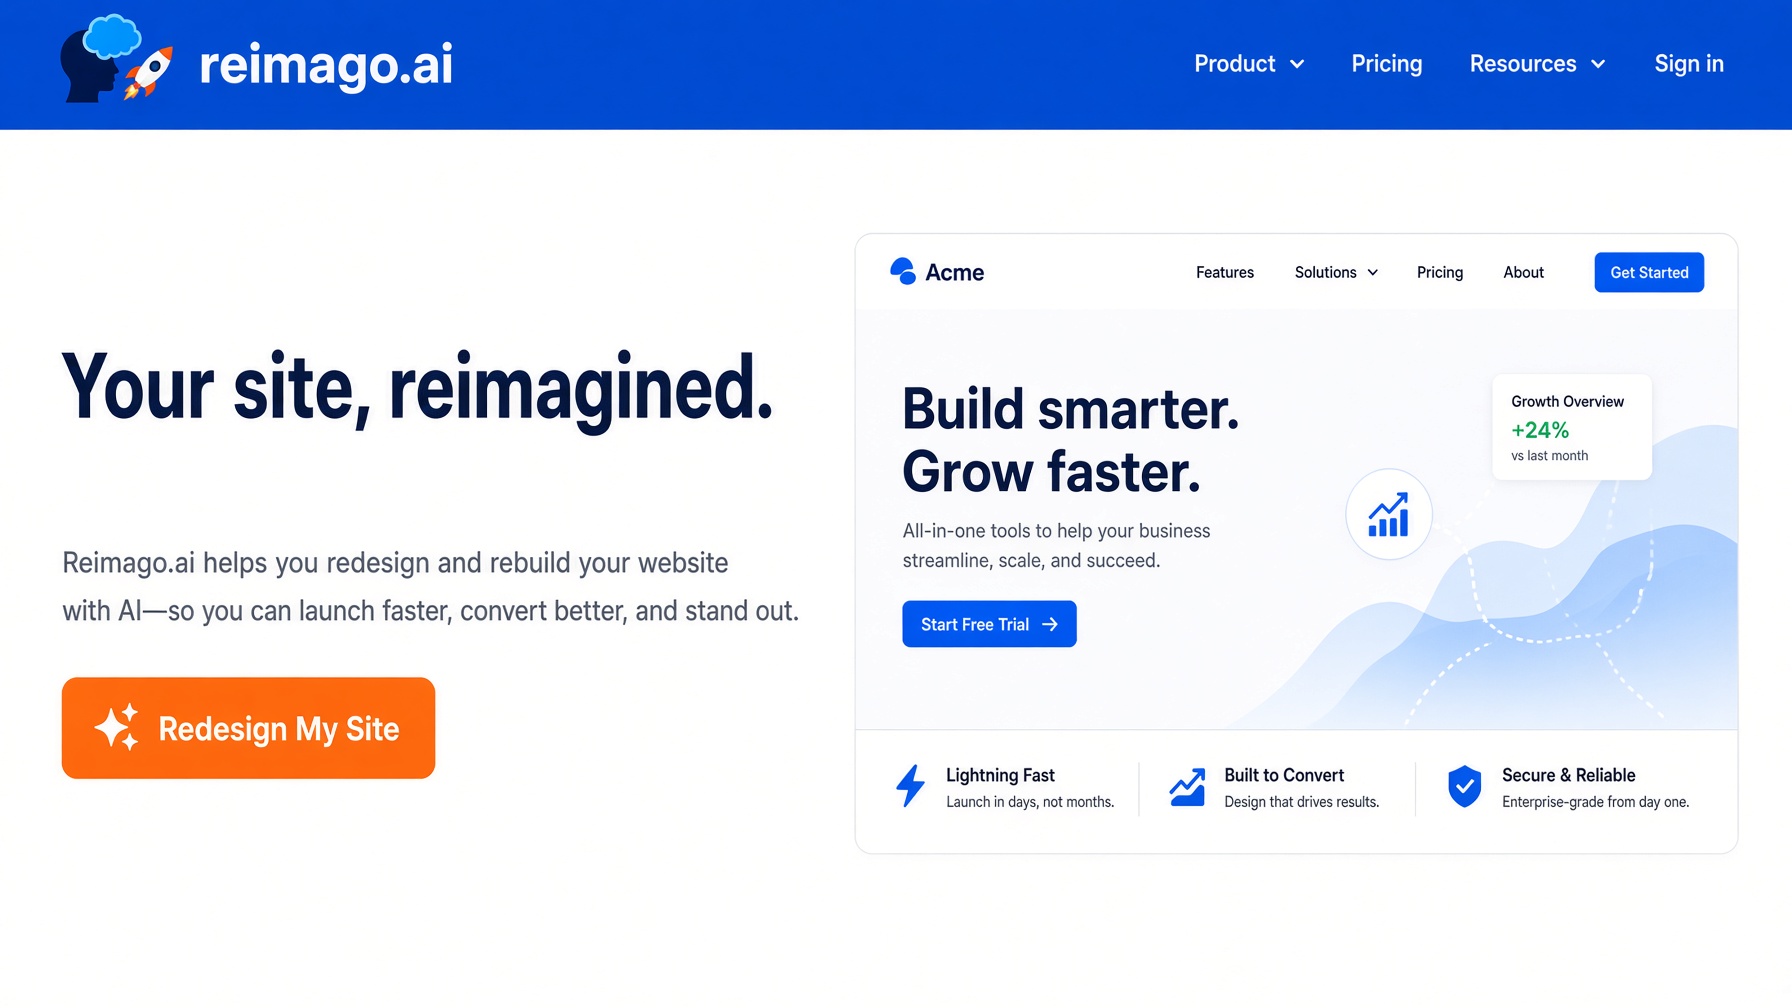 reimago.ai
Product
Pricing
Resources
Sign in
Your site, reimagined.
Reimago.ai helps you redesign and rebuild your website
with AI—so you can launch faster, convert better, and stand out.
Redesign My Site
Acme
Features
Solutions
Pricing
About
Get Started
Build smarter.
Grow faster.
All-in-one tools to help your business
streamline, scale, and succeed.
Start Free Trial
Growth Overview
+24%
vs last month
Lightning Fast
Launch in days, not months.
Built to Convert
Design that drives results.
Secure & Reliable
Enterprise-grade from day one.